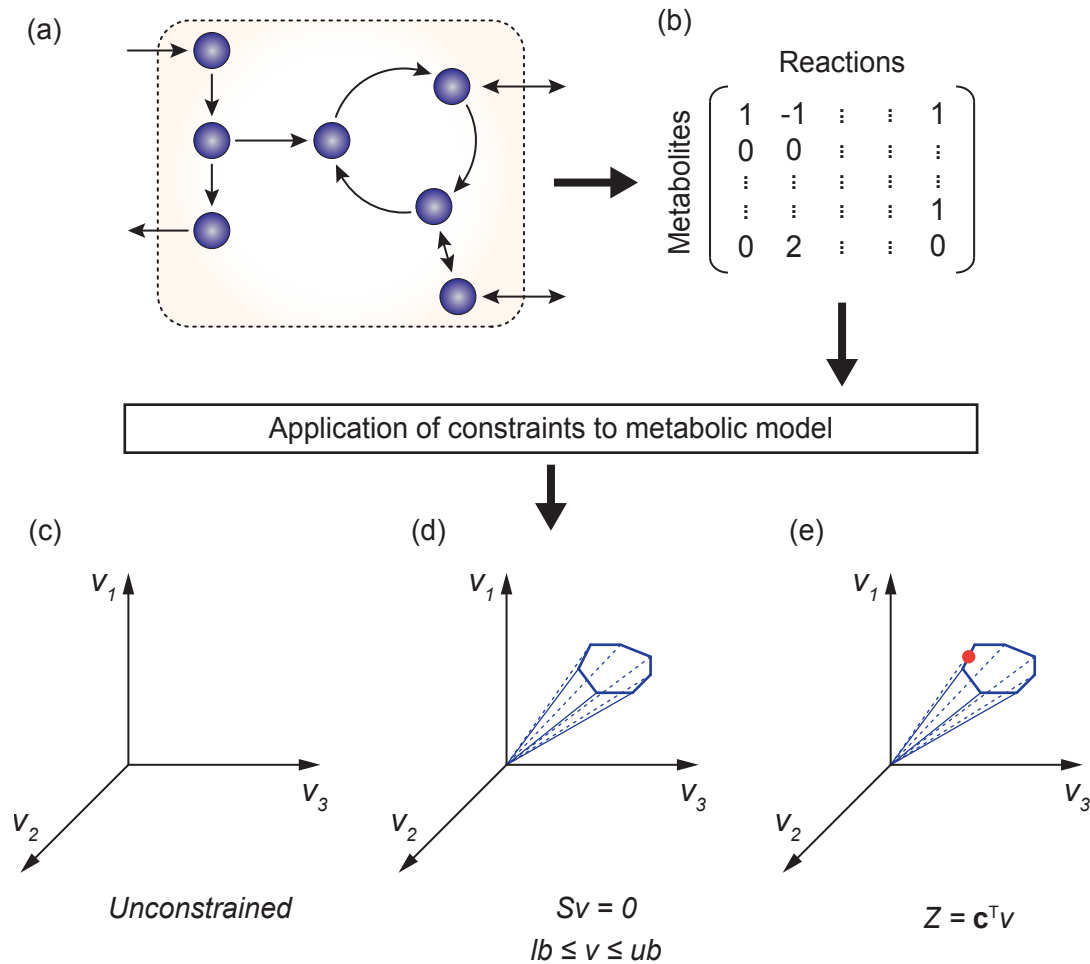 (a)
(b)
Reactions
Metabolites
1 -1 ⋮ ⋮ 1
0 0 ⋮ ⋮ ⋮
⋮ ⋮ ⋮ ⋮ ⋮
⋮ ⋮ ⋮ ⋮ 1
0 2 ⋮ ⋮ 0
Application of constraints to metabolic model
(c)
(d)
(e)
v1
v2
v3
Unconstrained
v1
v2
v3
Sv = 0
lb ≤ v ≤ ub
v1
v2
v3
Z = cᵀv